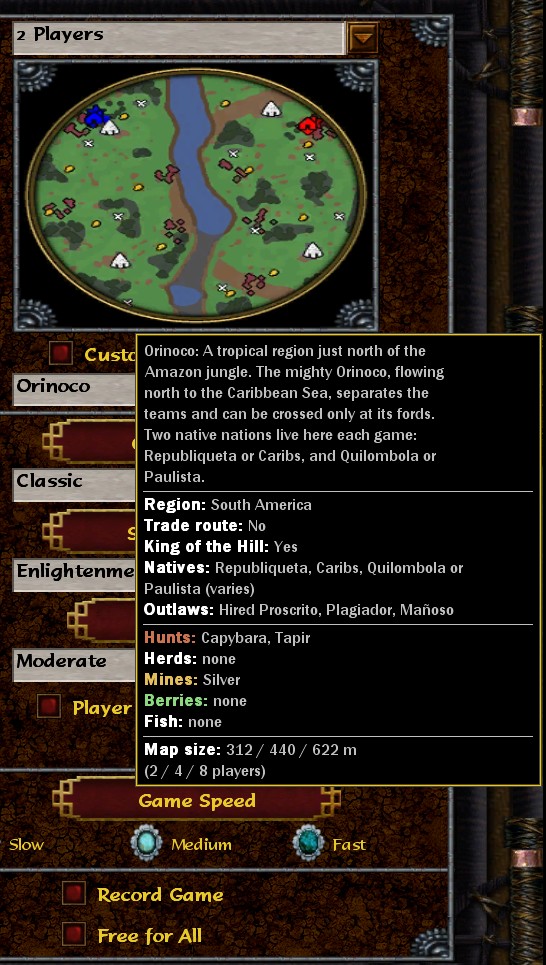 2 Players
Custo
Orinoco
Classic
S
Enlightenme
Moderate
Player
Orinoco: A tropical region just north of the
Amazon jungle. The mighty Orinoco, flowing
north to the Caribbean Sea, separates the
teams and can be crossed only at its fords.
Two native nations live here each game:
Republiqueta or Caribs, and Quilombola or
Paulista.
Region: South America
Trade route: No
King of the Hill: Yes
Natives: Republiqueta, Caribs, Quilombola or
Paulista (varies)
Outlaws: Hired Proscrito, Plagiador, Mañoso
Hunts: Capybara, Tapir
Herds: none
Mines: Silver
Berries: none
Fish: none
Map size: 312 / 440 / 622 m
(2 / 4 / 8 players)
Game Speed
Slow Medium Fast
Record Game
Free for All